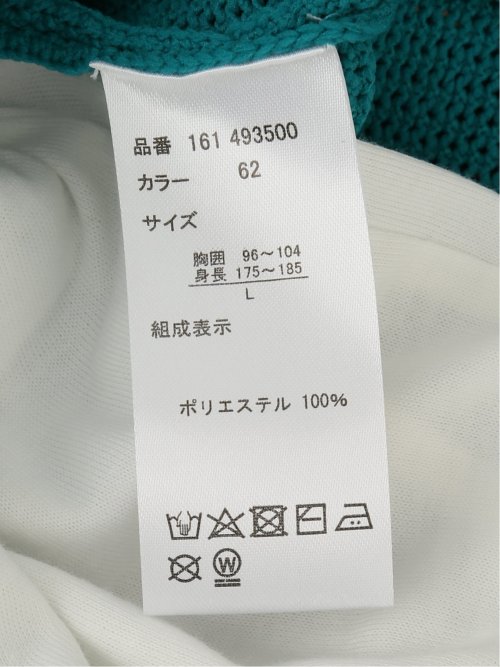 品番 161 493500
カラー 62
サイズ
胸囲 96～104
身長 175～185
L
組成表示
ポリエステル 100%
W